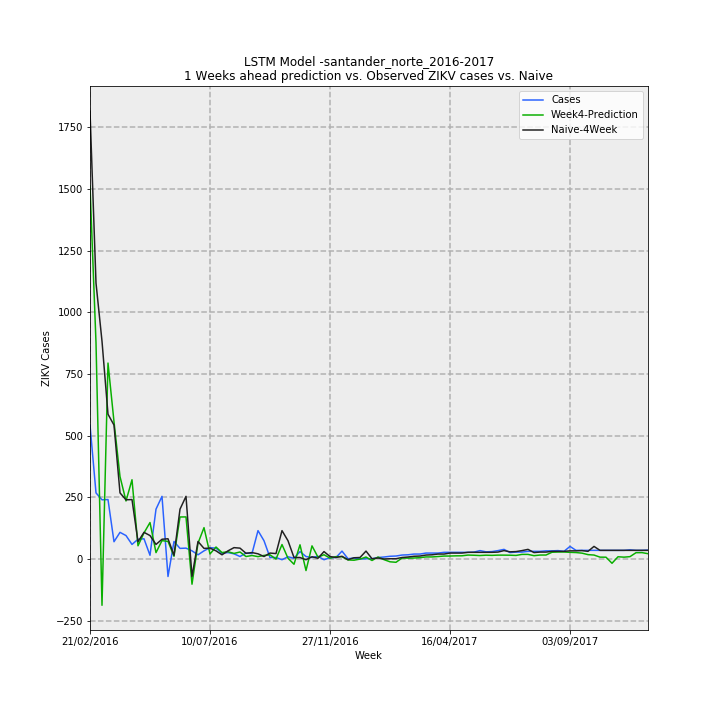 LSTM Model -santander_norte_2016-2017
1 Weeks ahead prediction vs. Observed ZIKV cases vs. Naive
Cases
Week4-Prediction
Naive-4Week
1750
1500
1250
1000
750
500
250
0
−250
ZIKV Cases
21/02/2016 10/07/2016 27/11/2016 16/04/2017 03/09/2017
Week